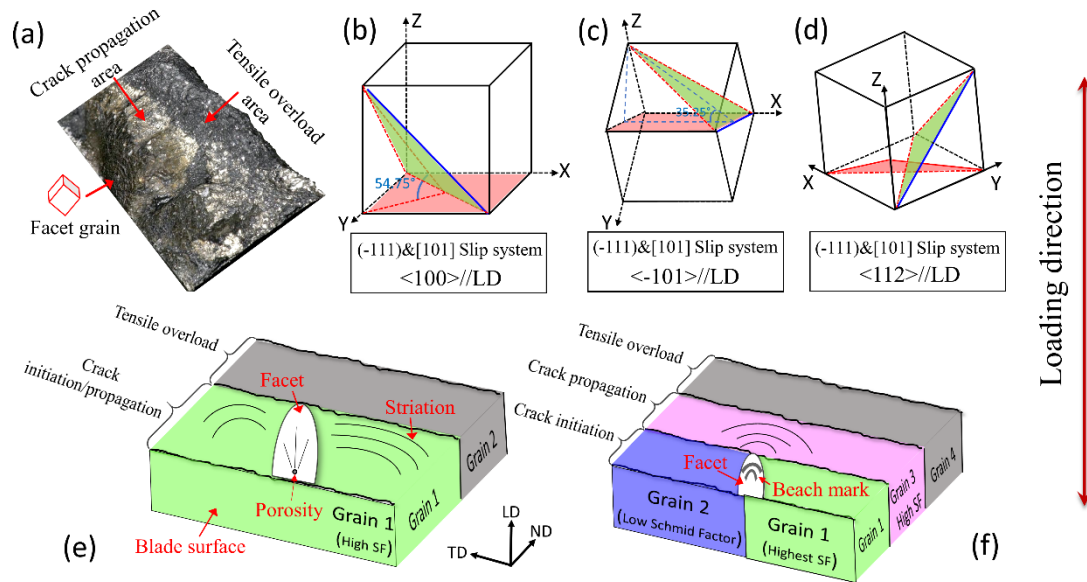 (a)
Crack propagation
area
Tensile overload
area
Facet grain
(b)
Z
X
Y
54.75°
(-111)&[101] Slip system
<100>//LD
(c)
X
Z
Y
35.25°
(-111)&[101] Slip system
<-101>//LD
(d)
Z
X
Y
(-111)&[101] Slip system
<112>//LD
Loading direction
Tensile overload
Crack
initiation/propagation
Facet
Striation
Porosity
Grain 1
(High SF)
Grain 1
Grain 2
Blade surface
(e)
LD
ND
TD
Tensile overload
Crack propagation
Crack initiation
Facet
Beach mark
Grain 2
(Low Schmid Factor)
Grain 1
(Highest SF)
Grain 1
Grain 3
High SF
Grain 4
(f)